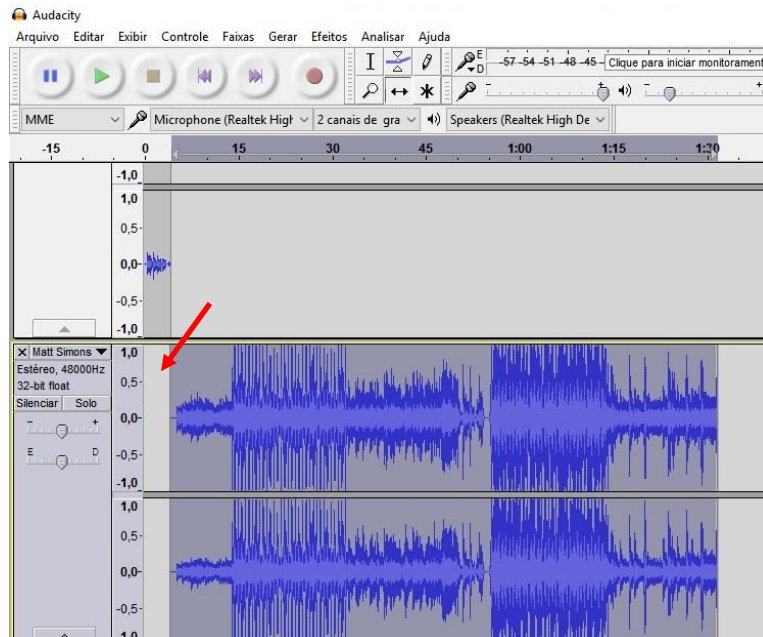 Audacity
Arquivo Editar Exibir Controle Faixas Gerar Efeitos Analisar Ajuda
E
D
-57 -54 -51 -48 -45 - Clique para iniciar monitorament
- +
- +
MME Microphone (Realtek High 2 canais de gra Speakers (Realtek High De
-15 0 15 30 45 1:00 1:15 1:30
-1,0
1,0
0,5-
0,0-
-0,5-
-1,0
X Matt Simons
Estéreo, 48000Hz
32-bit float
Silenciar Solo
- +
E D
1,0
0,5-
0,0-
-0,5-
-1,0
1,0
0,5-
0,0-
-0,5-
-1,0